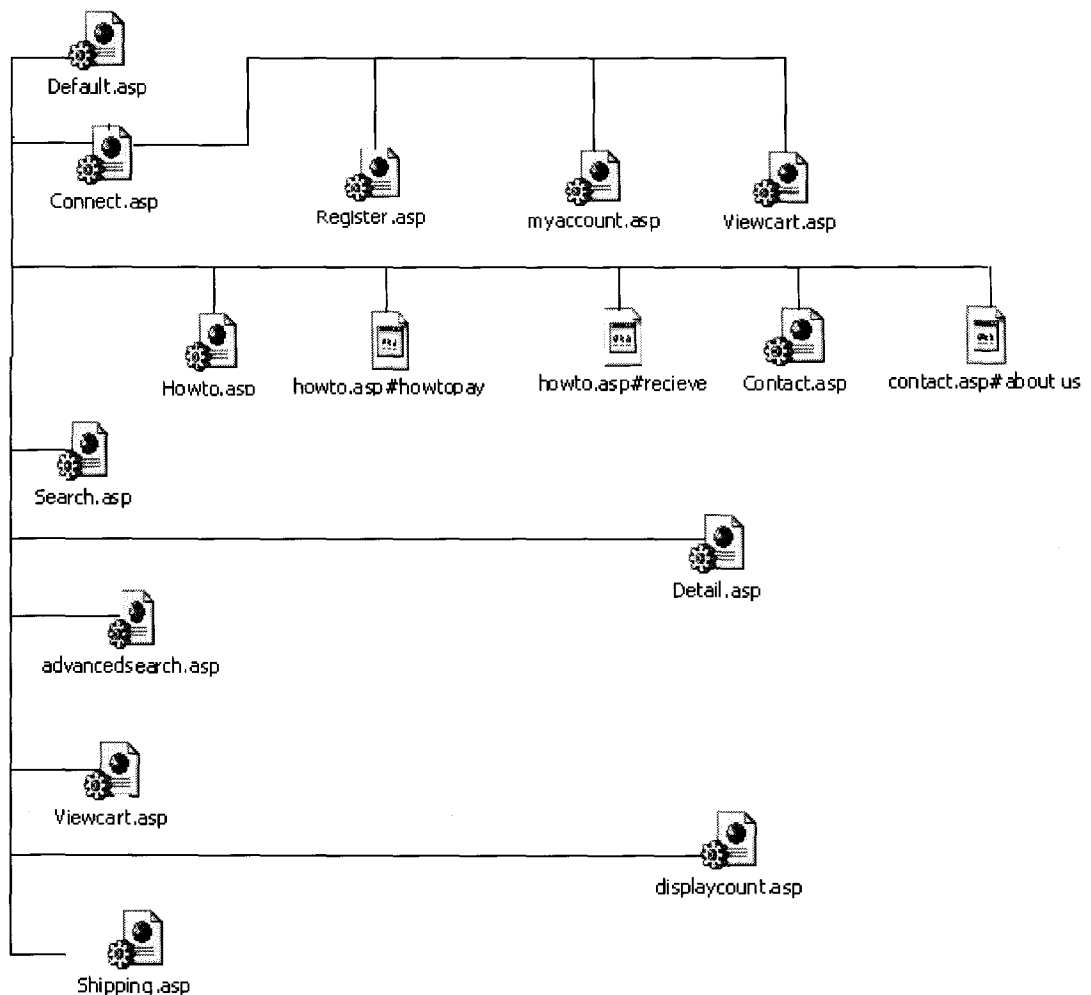 Default.asp
Connect.asp
Register.asp
myaccount.asp
Viewcart.asp
Howto.asp
howto.asp#howtopay
howto.asp#recieve
Contact.asp
contact.asp#about us
Search.asp
Detail.asp
advancedsearch.asp
Viewcart.asp
displaycount.asp
Shipping.asp